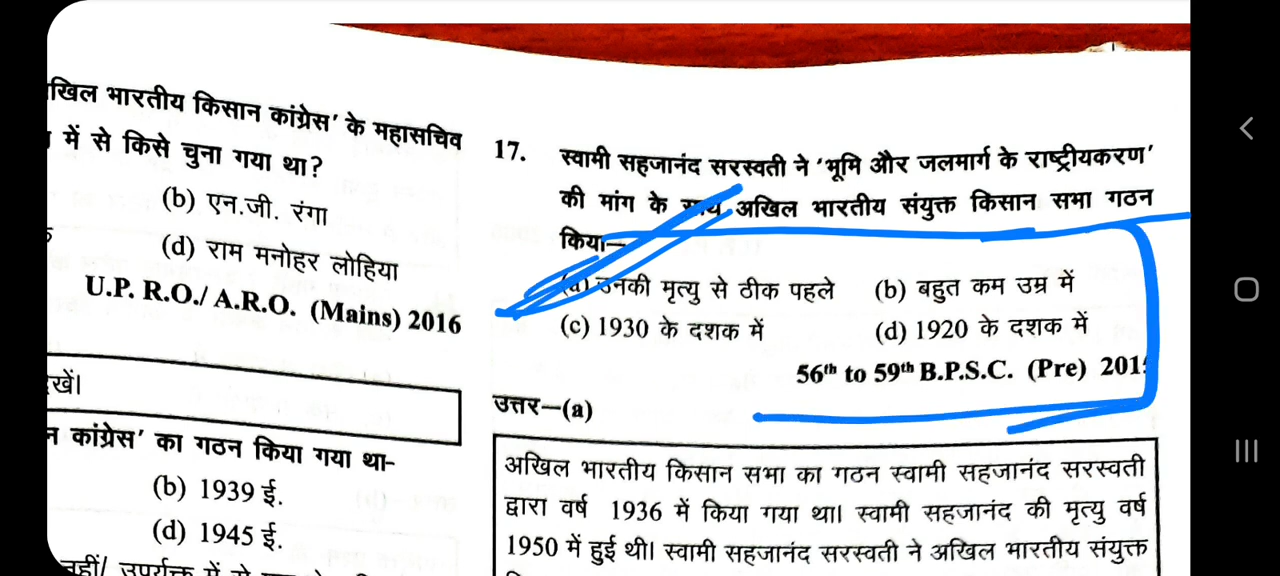 खिल भारतीय किसान कांग्रेस' के महासचिव
में से किसे चुना गया था?
(b) एन.जी. रंगा
(d) राम मनोहर लोहिया
U.P. R.O./ A.R.O. (Mains) 2016
खें।
कांग्रेस' का गठन किया गया था-
(b) 1939 ई.
(d) 1945 ई.
17. स्वामी सहजानंद सरस्वती ने 'भूमि और जलमार्ग के राष्ट्रीयकरण'
की मांग के साथ अखिल भारतीय संयुक्त किसान सभा गठन
किया–
(a) उनकी मृत्यु से ठीक पहले (b) बहुत कम उम्र में
(c) 1930 के दशक में (d) 1920 के दशक में
56th to 59th B.P.S.C. (Pre) 201
उत्तर–(a)
अखिल भारतीय किसान सभा का गठन स्वामी सहजानंद सरस्वती
द्वारा वर्ष 1936 में किया गया था। स्वामी सहजानंद की मृत्यु वर्ष
1950 में हुई थी। स्वामी सहजानंद सरस्वती ने अखिल भारतीय संयुक्त